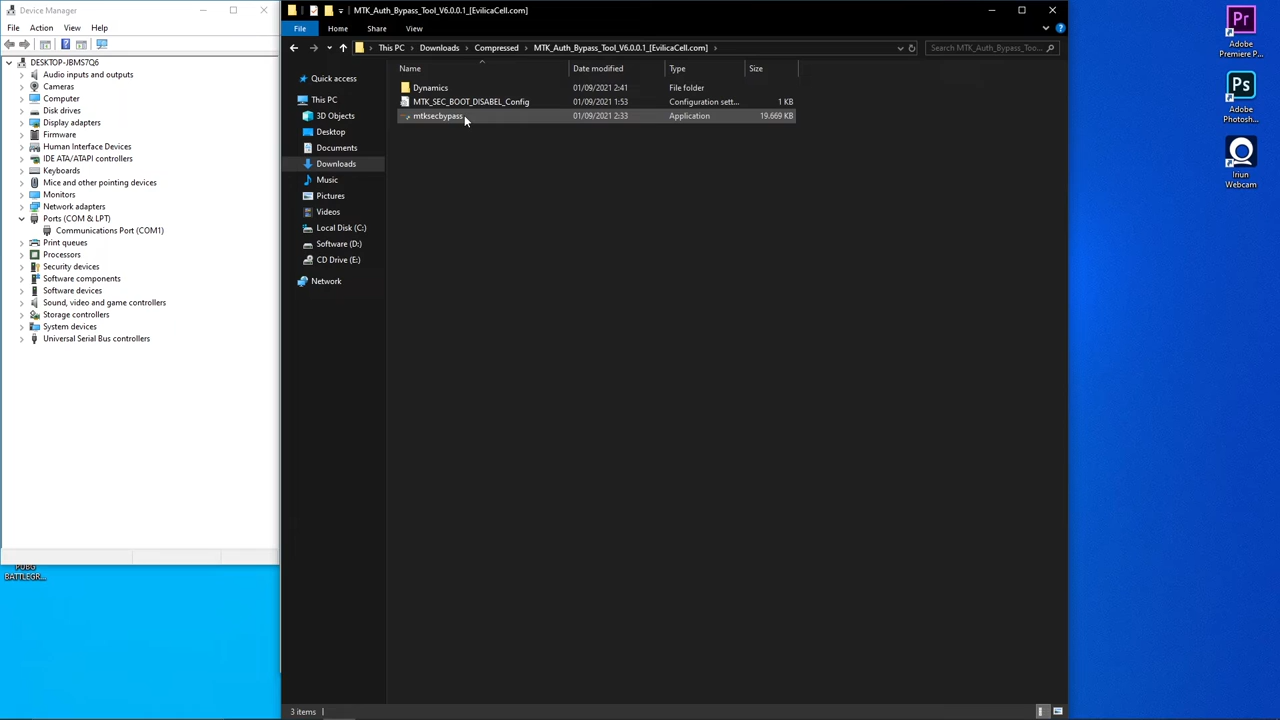 Device Manager
File Action View Help
DESKTOP-JBMS7Q6
Audio inputs and outputs
Cameras
Computer
Disk drives
Display adapters
Firmware
Human Interface Devices
IDE ATA/ATAPI controllers
Keyboards
Mice and other pointing devices
Monitors
Network adapters
Ports (COM & LPT)
Communications Port (COM1)
Print queues
Processors
Security devices
Software components
Software devices
Sound, video and game controllers
Storage controllers
System devices
Universal Serial Bus controllers
BATTLEGR...
MTK_Auth_Bypass_Tool_V6.0.0.1_[EvilicaCell.com]
File Home Share View
This PC > Downloads > Compressed > MTK_Auth_Bypass_Tool_V6.0.0.1_[EvilicaCell.com] >
Search MTK_Auth_Bypass_Too...
Quick access
This PC
3D Objects
Desktop
Documents
Downloads
Music
Pictures
Videos
Local Disk (C:)
Software (D:)
CD Drive (E:)
Network
Name Date modified Type Size
Dynamics 01/09/2021 2:41 File folder
MTK_SEC_BOOT_DISABEL_Config 01/09/2021 1:53 Configuration sett... 1 KB
mtksecbypass 01/09/2021 2:33 Application 19.669 KB
3 items
Pr
Adobe
Premiere P...
Ps
Adobe
Photosh...
Iriun
Webcam